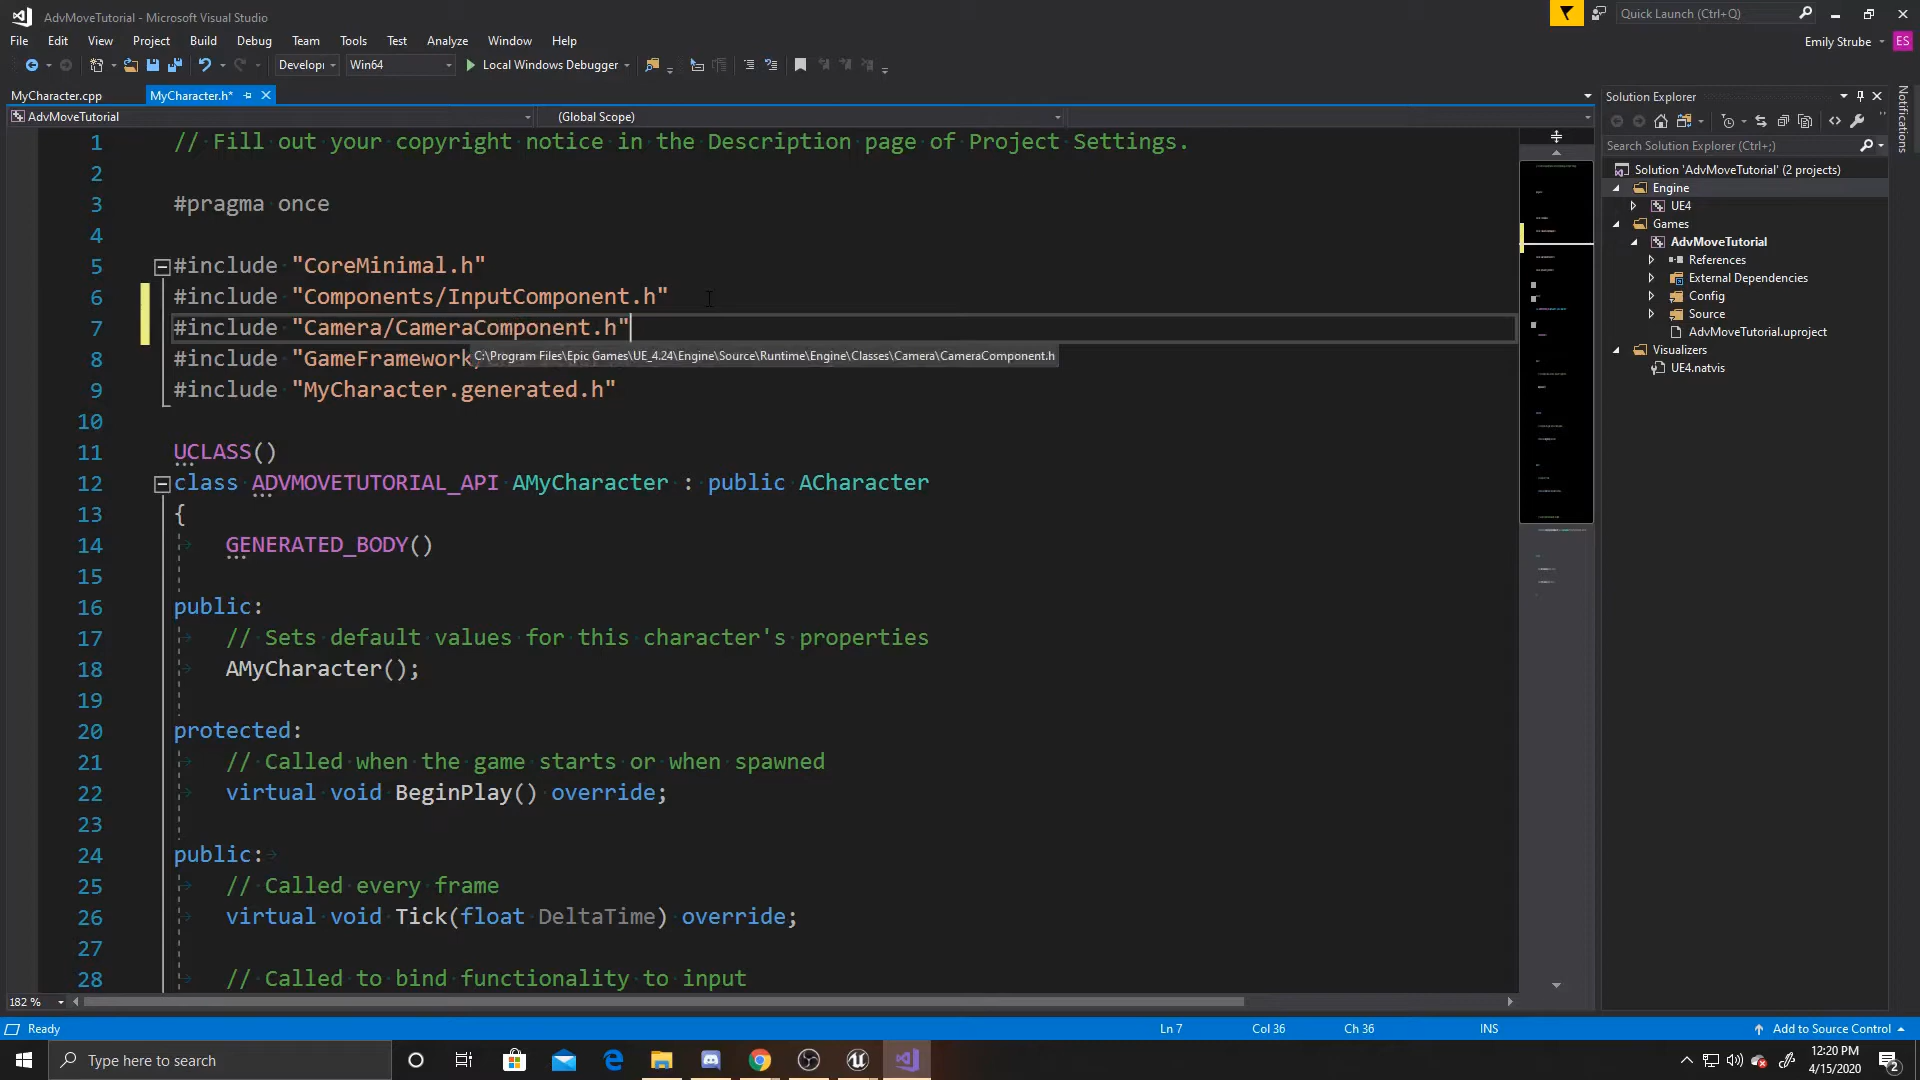 AdvMoveTutorial - Microsoft Visual Studio
Quick Launch (Ctrl+Q)
File Edit View Project Build Debug Team Tools Test Analyze Window Help
Emily Strube
ES
Develop Win64 Local Windows Debugger
MyCharacter.cpp MyCharacter.h*
AdvMoveTutorial (Global Scope)
1 // Fill out your copyright notice in the Description page of Project Settings.
2
3 #pragma once
4
5 #include "CoreMinimal.h"
6 #include "Components/InputComponent.h"
7 #include "Camera/CameraComponent.h"
8 #include "GameFramework
C:\Program Files\Epic Games\UE_4.24\Engine\Source\Runtime\Engine\Classes\Camera\CameraComponent.h
9 #include "MyCharacter.generated.h"
10
11 UCLASS()
12 class ADVMOVETUTORIAL_API AMyCharacter : public ACharacter
13 {
14 GENERATED_BODY()
15
16 public:
17 // Sets default values for this character's properties
18 AMyCharacter();
19
20 protected:
21 // Called when the game starts or when spawned
22 virtual void BeginPlay() override;
23
24 public:
25 // Called every frame
26 virtual void Tick(float DeltaTime) override;
27
28 // Called to bind functionality to input
182 %
Solution Explorer
Search Solution Explorer (Ctrl+;)
Solution 'AdvMoveTutorial' (2 projects)
Engine
UE4
Games
AdvMoveTutorial
References
External Dependencies
Config
Source
AdvMoveTutorial.uproject
Visualizers
UE4.natvis
Notifications
Ready Ln 7 Col 36 Ch 36 INS Add to Source Control
Type here to search
12:20 PM
4/15/2020
2